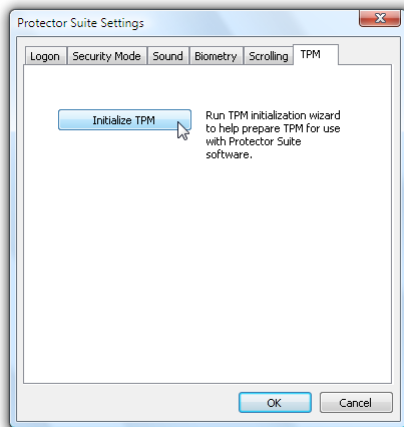 Protector Suite Settings
Logon Security Mode Sound Biometry Scrolling TPM
Initialize TPM
Run TPM initialization wizard
to help prepare TPM for use
with Protector Suite
software.
OK Cancel